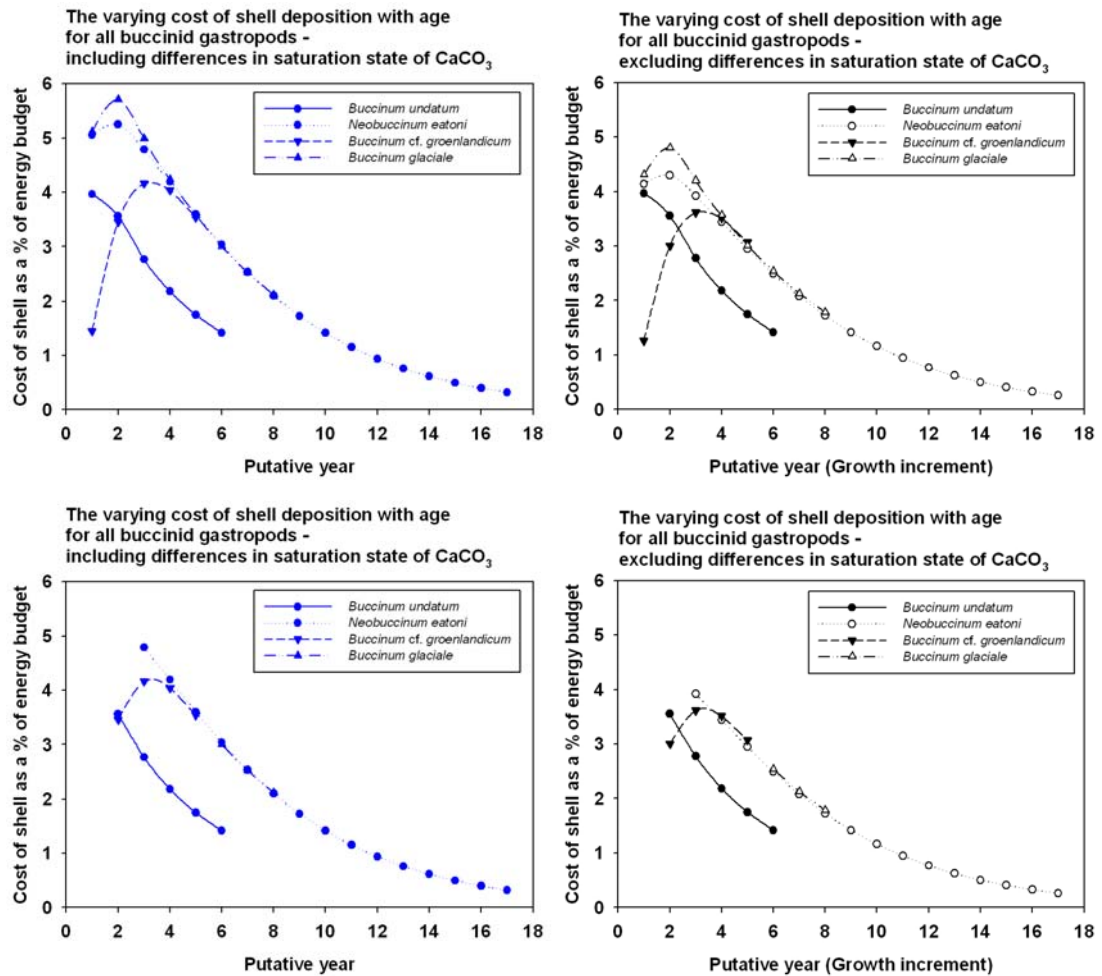 The varying cost of shell deposition with age
for all buccinid gastropods -
including differences in saturation state of CaCO₃
Cost of shell as a % of energy budget
6
5
4
3
2
1
0
Buccinum undatum
Neobuccinum eatoni
Buccinum cf. groenlandicum
Buccinum glaciale
0 2 4 6 8 10 12 14 16 18
Putative year
The varying cost of shell deposition with age
for all buccinid gastropods -
excluding differences in saturation state of CaCO₃
Cost of shell as a % of energy budget
6
5
4
3
2
1
0
Buccinum undatum
Neobuccinum eatoni
Buccinum cf. groenlandicum
Buccinum glaciale
0 2 4 6 8 10 12 14 16 18
Putative year (Growth increment)
The varying cost of shell deposition with age
for all buccinid gastropods -
including differences in saturation state of CaCO₃
Cost of shell as a % of energy budget
6
5
4
3
2
1
0
Buccinum undatum
Neobuccinum eatoni
Buccinum cf. groenlandicum
Buccinum glaciale
0 2 4 6 8 10 12 14 16 18
Putative year
The varying cost of shell deposition with age
for all buccinid gastropods -
excluding differences in saturation state of CaCO₃
Cost of shell as a % of energy budget
6
5
4
3
2
1
0
Buccinum undatum
Neobuccinum eatoni
Buccinum cf. groenlandicum
Buccinum glaciale
0 2 4 6 8 10 12 14 16 18
Putative year (Growth increment)